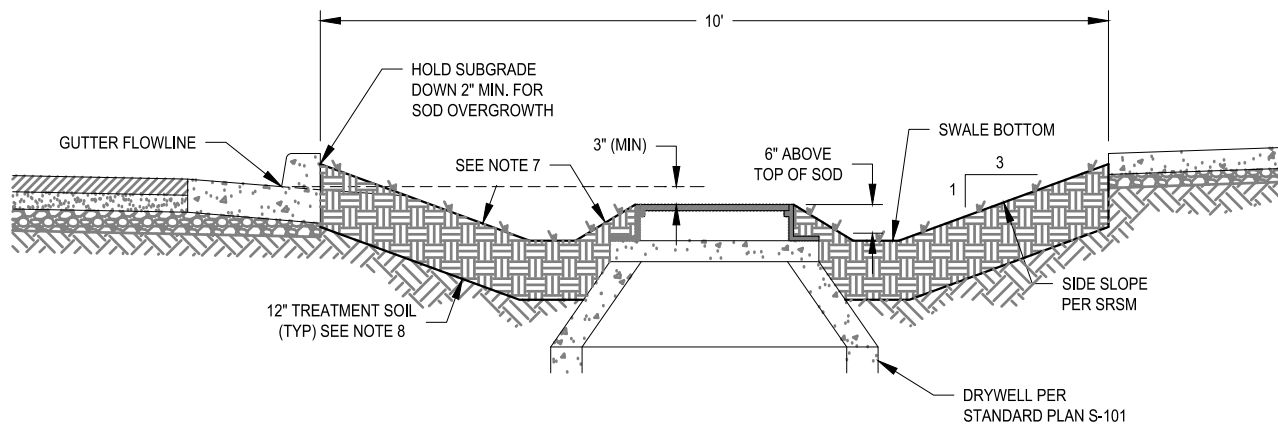 10'
HOLD SUBGRADE
DOWN 2" MIN. FOR
SOD OVERGROWTH
GUTTER FLOWLINE
SEE NOTE 7
3" (MIN)
6" ABOVE
TOP OF SOD
SWALE BOTTOM
3
1
12" TREATMENT SOIL
(TYP) SEE NOTE 8
SIDE SLOPE
PER SRSM
DRYWELL PER
STANDARD PLAN S-101